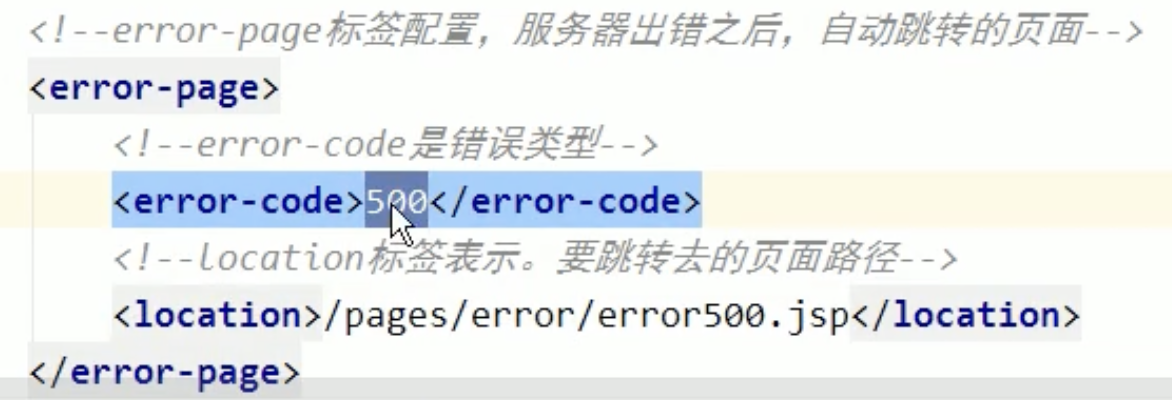 <!--error-page标签配置，服务器出错之后，自动跳转的页面-->
<error-page>
<!--error-code是错误类型-->
<error-code>500</error-code>
<!--location标签表示。要跳转去的页面路径-->
<location>/pages/error/error500.jsp</location>
</error-page>